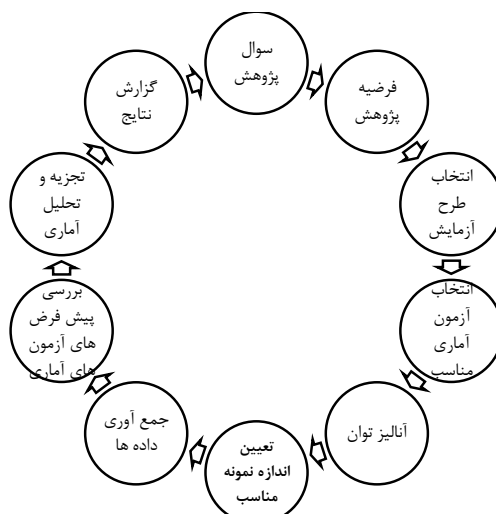 سوال
پژوهش
فرضیه
پژوهش
انتخاب
طرح
آزمایش
انتخاب
آزمون
آماری
مناسب
آنالیز توان
تعیین
اندازه نمونه
مناسب
جمع آوری
داده ها
بررسی
پیش فرض
های آزمون
های آماری
تجزیه و
تحلیل
آماری
گزارش
نتایج